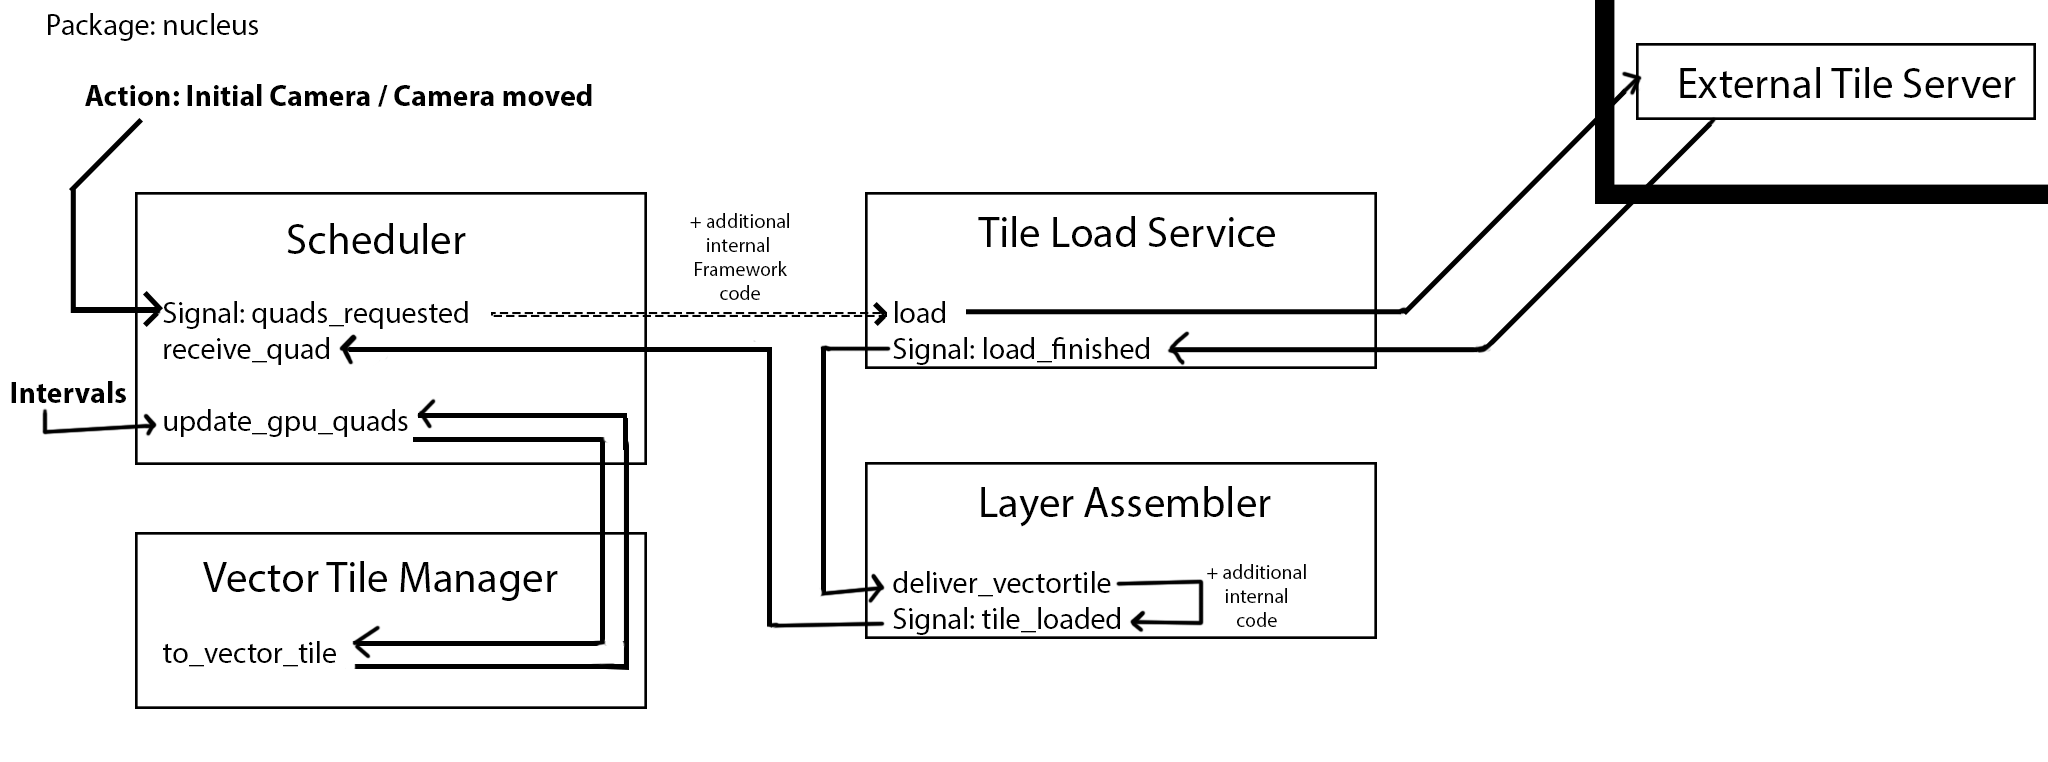 Package: nucleus
Action: Initial Camera / Camera moved
External Tile Server
Scheduler
+ additional
internal
Framework
code
Tile Load Service
Signal: quads_requested
receive_quad
load
Signal: load_finished
Intervals
update_gpu_quads
Vector Tile Manager
to_vector_tile
Layer Assembler
deliver_vectortile
Signal: tile_loaded
+ additional
internal
code